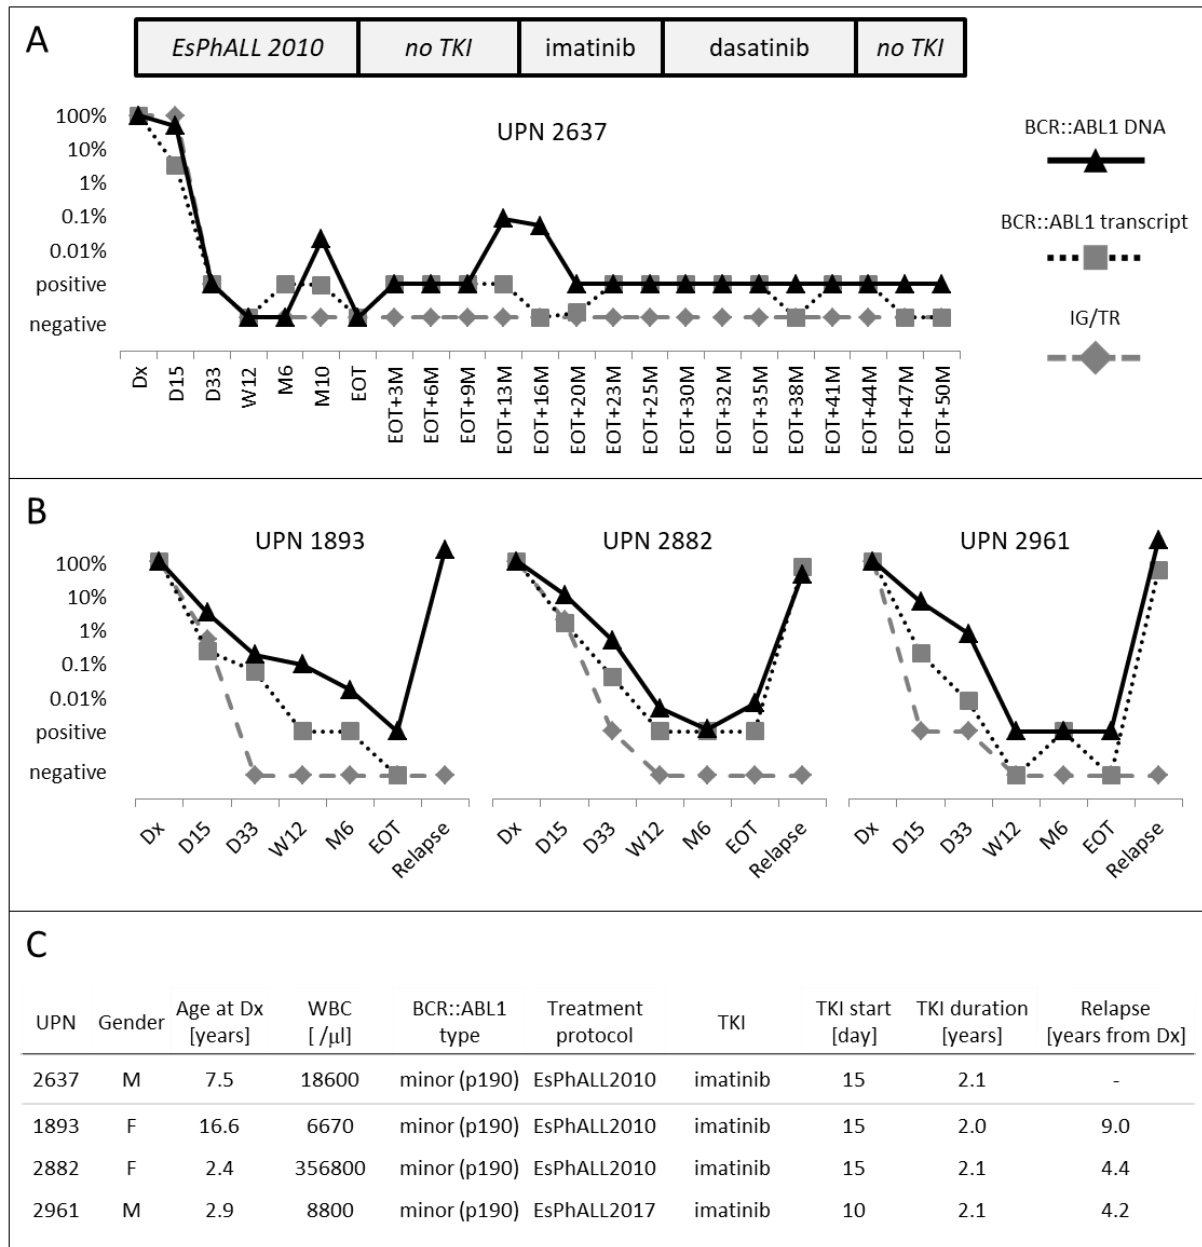 A
EsPhALL 2010 no TKI imatinib dasatinib no TKI
UPN 2637
100%
10%
1%
0.1%
0.01%
positive
negative
Dx D15 D33 W12 M6 M10 EOT EOT+3M EOT+6M EOT+9M EOT+13M EOT+16M EOT+20M EOT+23M EOT+25M EOT+30M EOT+32M EOT+35M EOT+38M EOT+41M EOT+44M EOT+47M EOT+50M
BCR::ABL1 DNA
BCR::ABL1 transcript
IG/TR
B
UPN 1893 UPN 2882 UPN 2961
100%
10%
1%
0.1%
0.01%
positive
negative
Dx D15 D33 W12 M6 EOT Relapse Dx D15 D33 W12 M6 EOT Relapse Dx D15 D33 W12 M6 EOT Relapse
C
UPN Gender Age at Dx [years] WBC [ /μl] BCR::ABL1 type Treatment protocol TKI TKI start [day] TKI duration [years] Relapse [years from Dx]
2637 M 7.5 18600 minor (p190) EsPhALL2010 imatinib 15 2.1 -
1893 F 16.6 6670 minor (p190) EsPhALL2010 imatinib 15 2.0 9.0
2882 F 2.4 356800 minor (p190) EsPhALL2010 imatinib 15 2.1 4.4
2961 M 2.9 8800 minor (p190) EsPhALL2017 imatinib 10 2.1 4.2